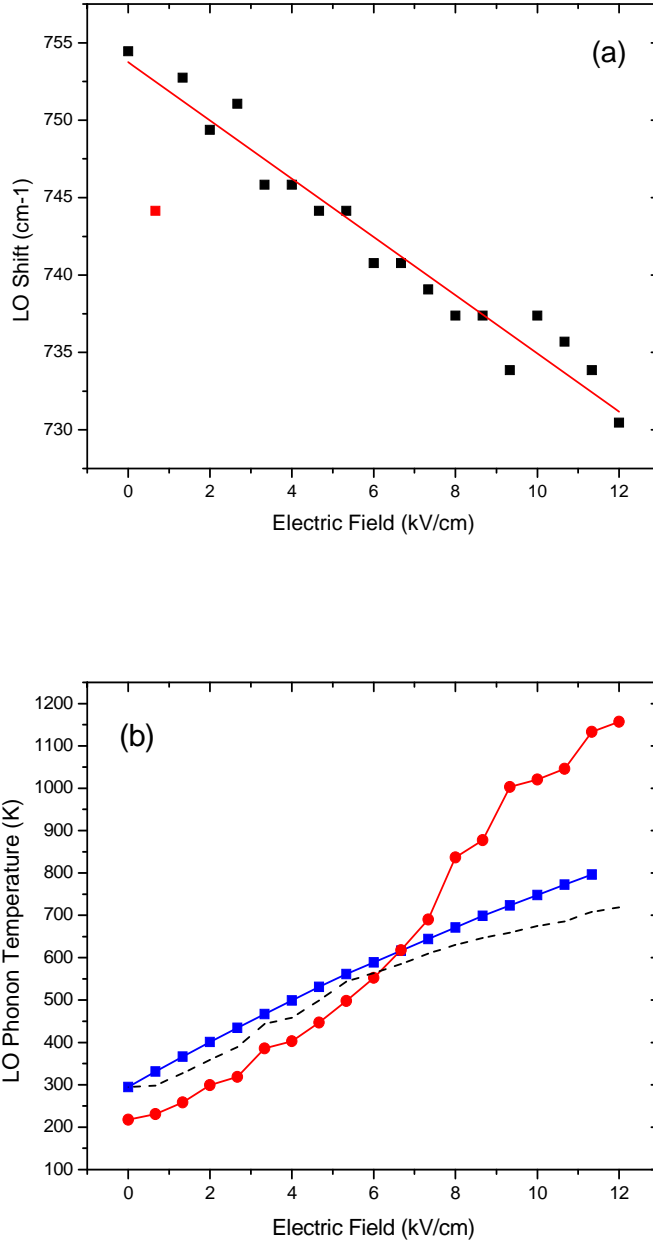 (a)
755
750
745
740
735
730
LO Shift (cm-1)
0 2 4 6 8 10 12
Electric Field (kV/cm)
(b)
1200
1100
1000
900
800
700
600
500
400
300
200
100
LO Phonon Temperature (K)
0 2 4 6 8 10 12
Electric Field (kV/cm)